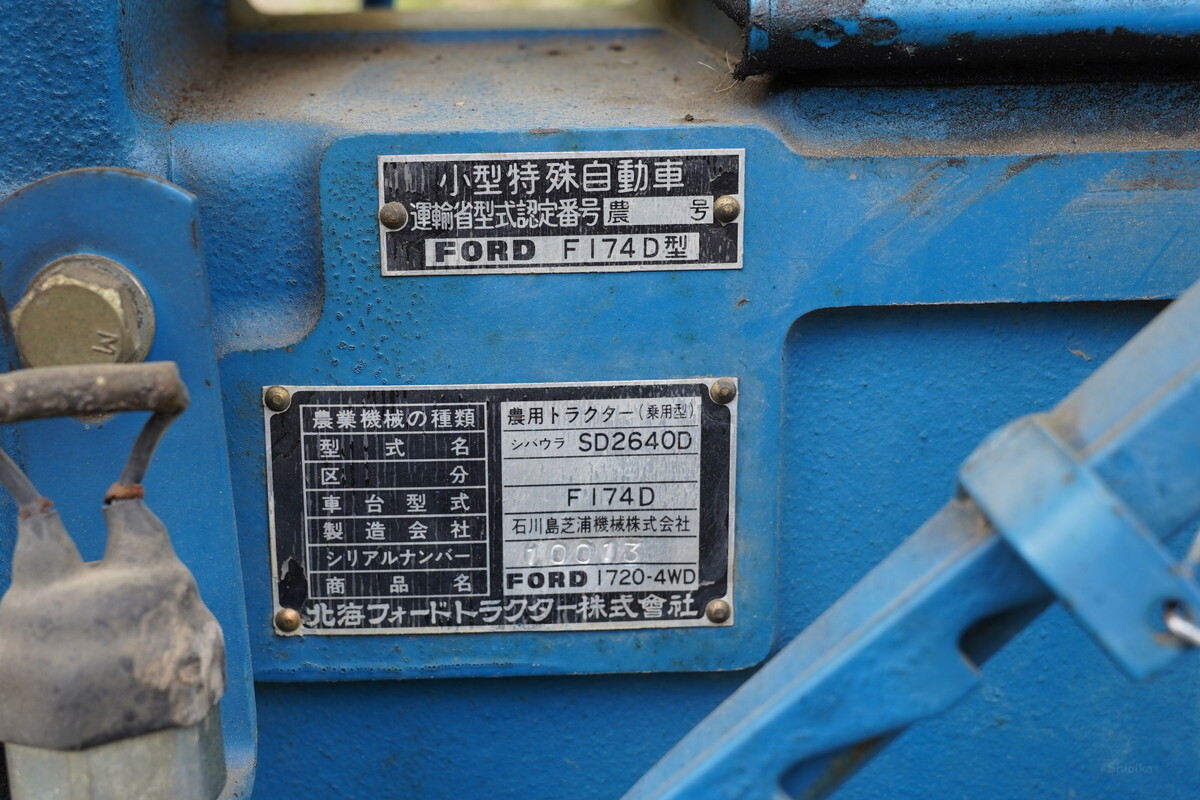 小型特殊自動車
運輸省型式認定番号 農 号
FORD F174D型
M
農業機械の種類 農用トラクター(乗用型)
型式名 シバウラ SD2640D
区分
車台型式 F174D
製造会社 石川島芝浦機械株式会社
シリアルナンバー 10013
商品名 FORD 1720-4WD
北海フォードトラクター株式會社